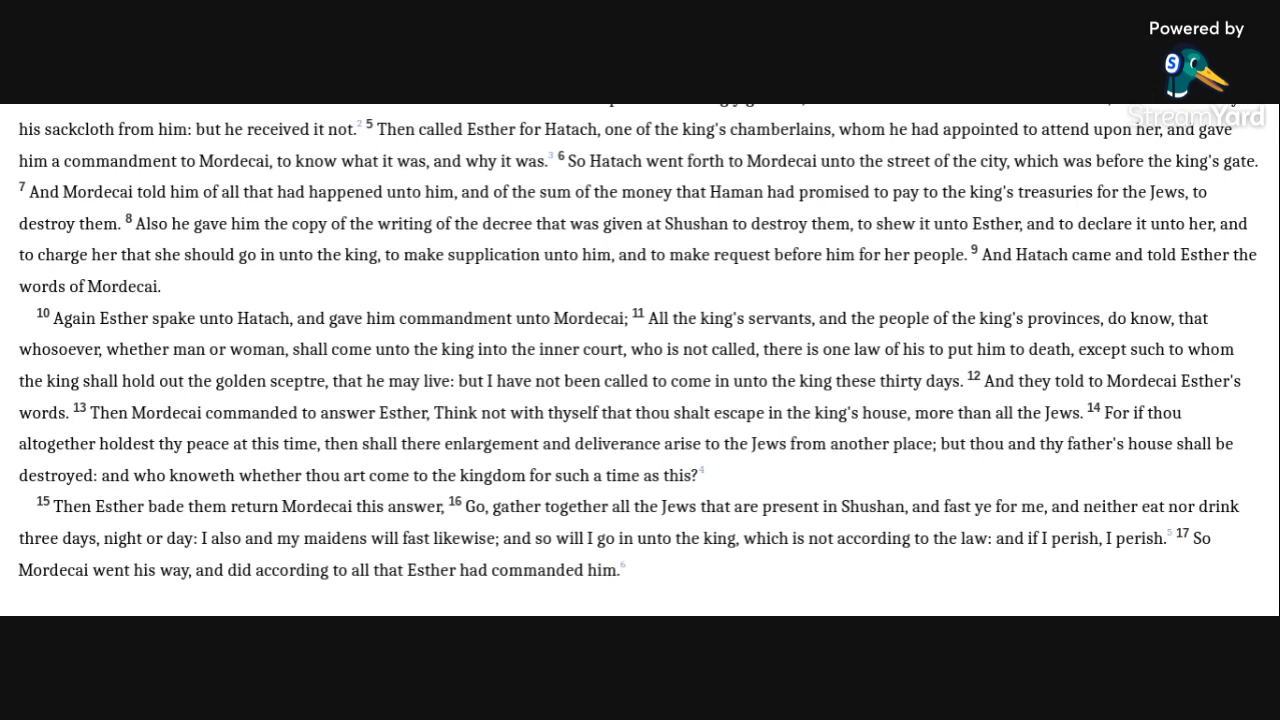 Powered by
StreamYard
his sackcloth from him: but he received it not.2 5 Then called Esther for Hatach, one of the king's chamberlains, whom he had appointed to attend upon her, and gave
him a commandment to Mordecai, to know what it was, and why it was.3 6 So Hatach went forth to Mordecai unto the street of the city, which was before the king's gate.
7 And Mordecai told him of all that had happened unto him, and of the sum of the money that Haman had promised to pay to the king's treasuries for the Jews, to
destroy them. 8 Also he gave him the copy of the writing of the decree that was given at Shushan to destroy them, to shew it unto Esther, and to declare it unto her, and
to charge her that she should go in unto the king, to make supplication unto him, and to make request before him for her people. 9 And Hatach came and told Esther the
words of Mordecai.
10 Again Esther spake unto Hatach, and gave him commandment unto Mordecai; 11 All the king's servants, and the people of the king's provinces, do know, that
whosoever, whether man or woman, shall come unto the king into the inner court, who is not called, there is one law of his to put him to death, except such to whom
the king shall hold out the golden sceptre, that he may live: but I have not been called to come in unto the king these thirty days. 12 And they told to Mordecai Esther's
words. 13 Then Mordecai commanded to answer Esther, Think not with thyself that thou shalt escape in the king's house, more than all the Jews. 14 For if thou
altogether holdest thy peace at this time, then shall there enlargement and deliverance arise to the Jews from another place; but thou and thy father's house shall be
destroyed: and who knoweth whether thou art come to the kingdom for such a time as this?4
15 Then Esther bade them return Mordecai this answer, 16 Go, gather together all the Jews that are present in Shushan, and fast ye for me, and neither eat nor drink
three days, night or day: I also and my maidens will fast likewise; and so will I go in unto the king, which is not according to the law: and if I perish, I perish.5 17 So
Mordecai went his way, and did according to all that Esther had commanded him.6